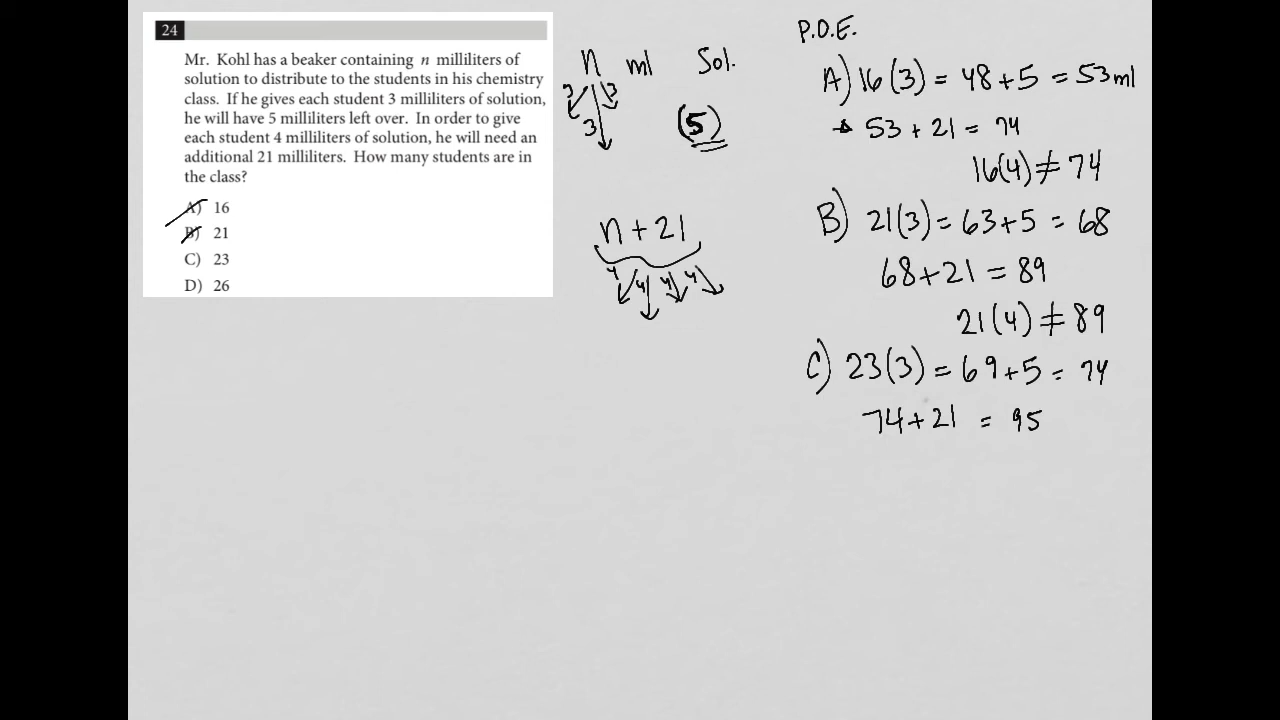 24
Mr. Kohl has a beaker containing n milliliters of
solution to distribute to the students in his chemistry
class. If he gives each student 3 milliliters of solution,
he will have 5 milliliters left over. In order to give
each student 4 milliliters of solution, he will need an
additional 21 milliliters. How many students are in
the class?
A) 16
B) 21
C) 23
D) 26
n ml Sol.
3 3
3
(5)
n + 21
4 4 4 4
P.O.E.
A) 16(3) = 48 + 5 = 53 ml
53 + 21 = 74
16(4) ≠ 74
B) 21(3) = 63 + 5 = 68
68 + 21 = 89
21(4) ≠ 89
C) 23(3) = 69 + 5 = 74
74 + 21 = 95